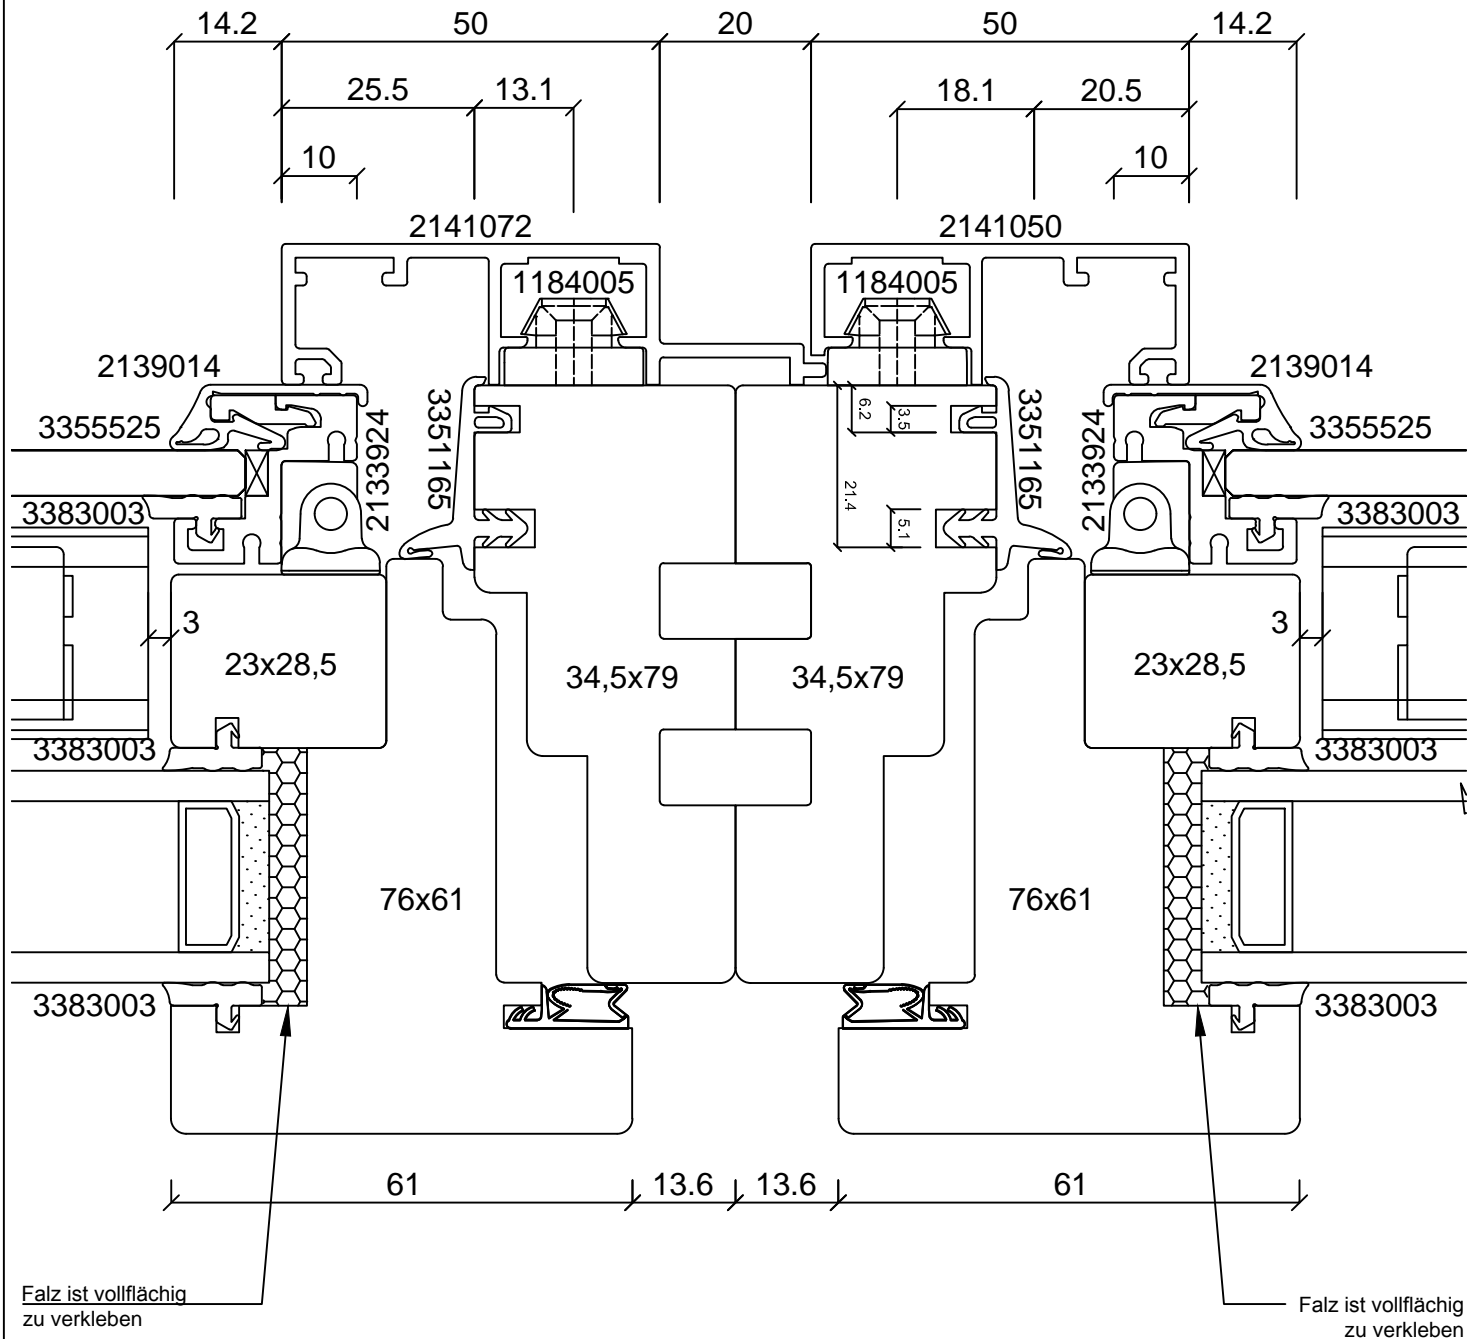 14.2 50 20 50 14.2
25.5 13.1 18.1 20.5
10 10
2141072 2141050
1184005 1184005
2139014 2139014
3355525 3355525
3351165 3351165
2133924 2133924
6.2 3.5
21.4 5.1
3383003 3383003
3 3
23x28,5 34,5x79 34,5x79 23x28,5
3383003 3383003
76x61 76x61
3383003 3383003
61 13.6 13.6 61
Falz ist vollflächig
zu verkleben
Falz ist vollflächig
zu verkleben